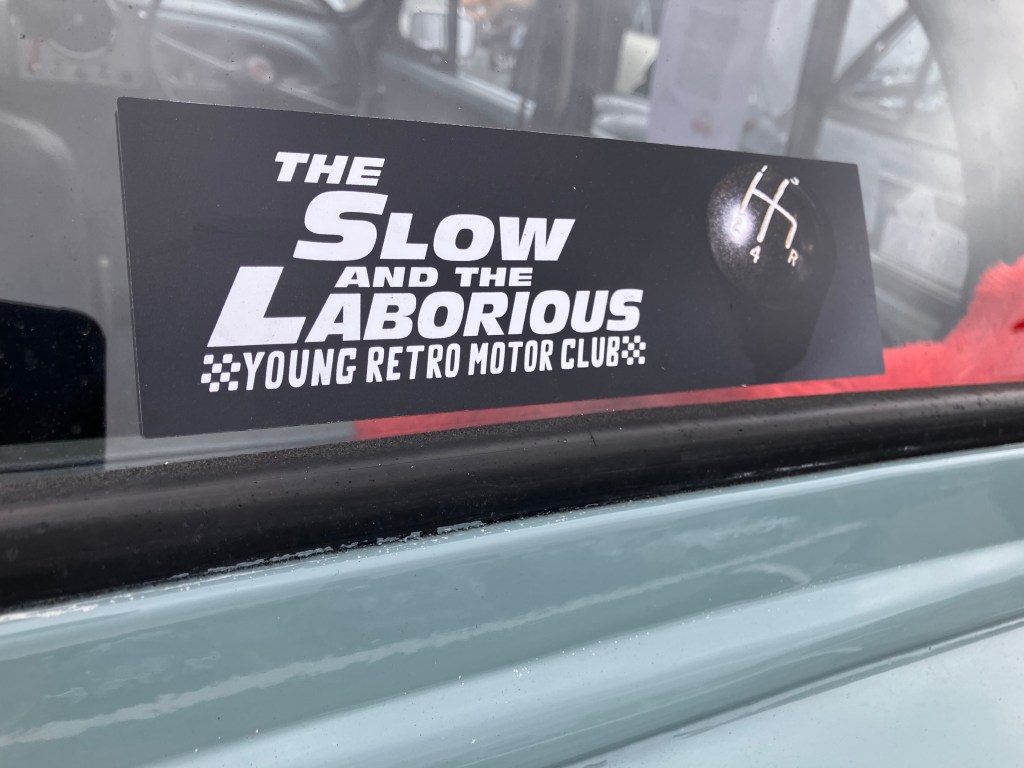 THE
SLOW
AND THE
LABORIOUS
YOUNG RETRO MOTOR CLUB
4 R